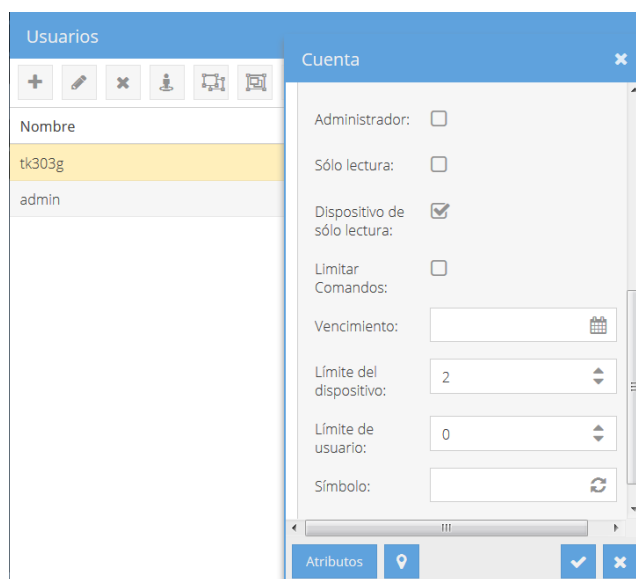 Usuarios
Nombre
tk303g
admin
Cuenta
Administrador:
Sólo lectura:
Dispositivo de
sólo lectura:
Limitar
Comandos:
Vencimiento:
Límite del
dispositivo:
2
Límite de
usuario:
0
Símbolo:
Atributos